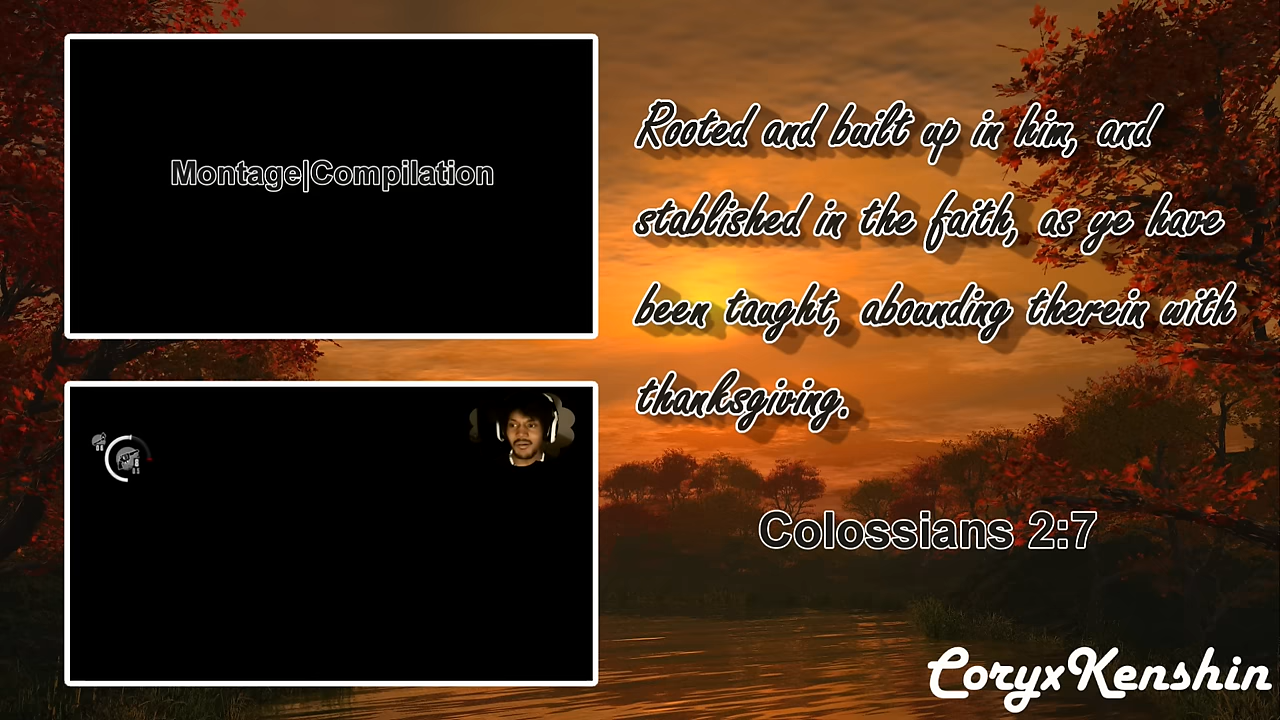 Montage|Compilation
Rooted and built up in him, and
stablished in the faith, as ye have
been taught, abounding therein with
thanksgiving.
Colossians 2:7
CoryxKenshin